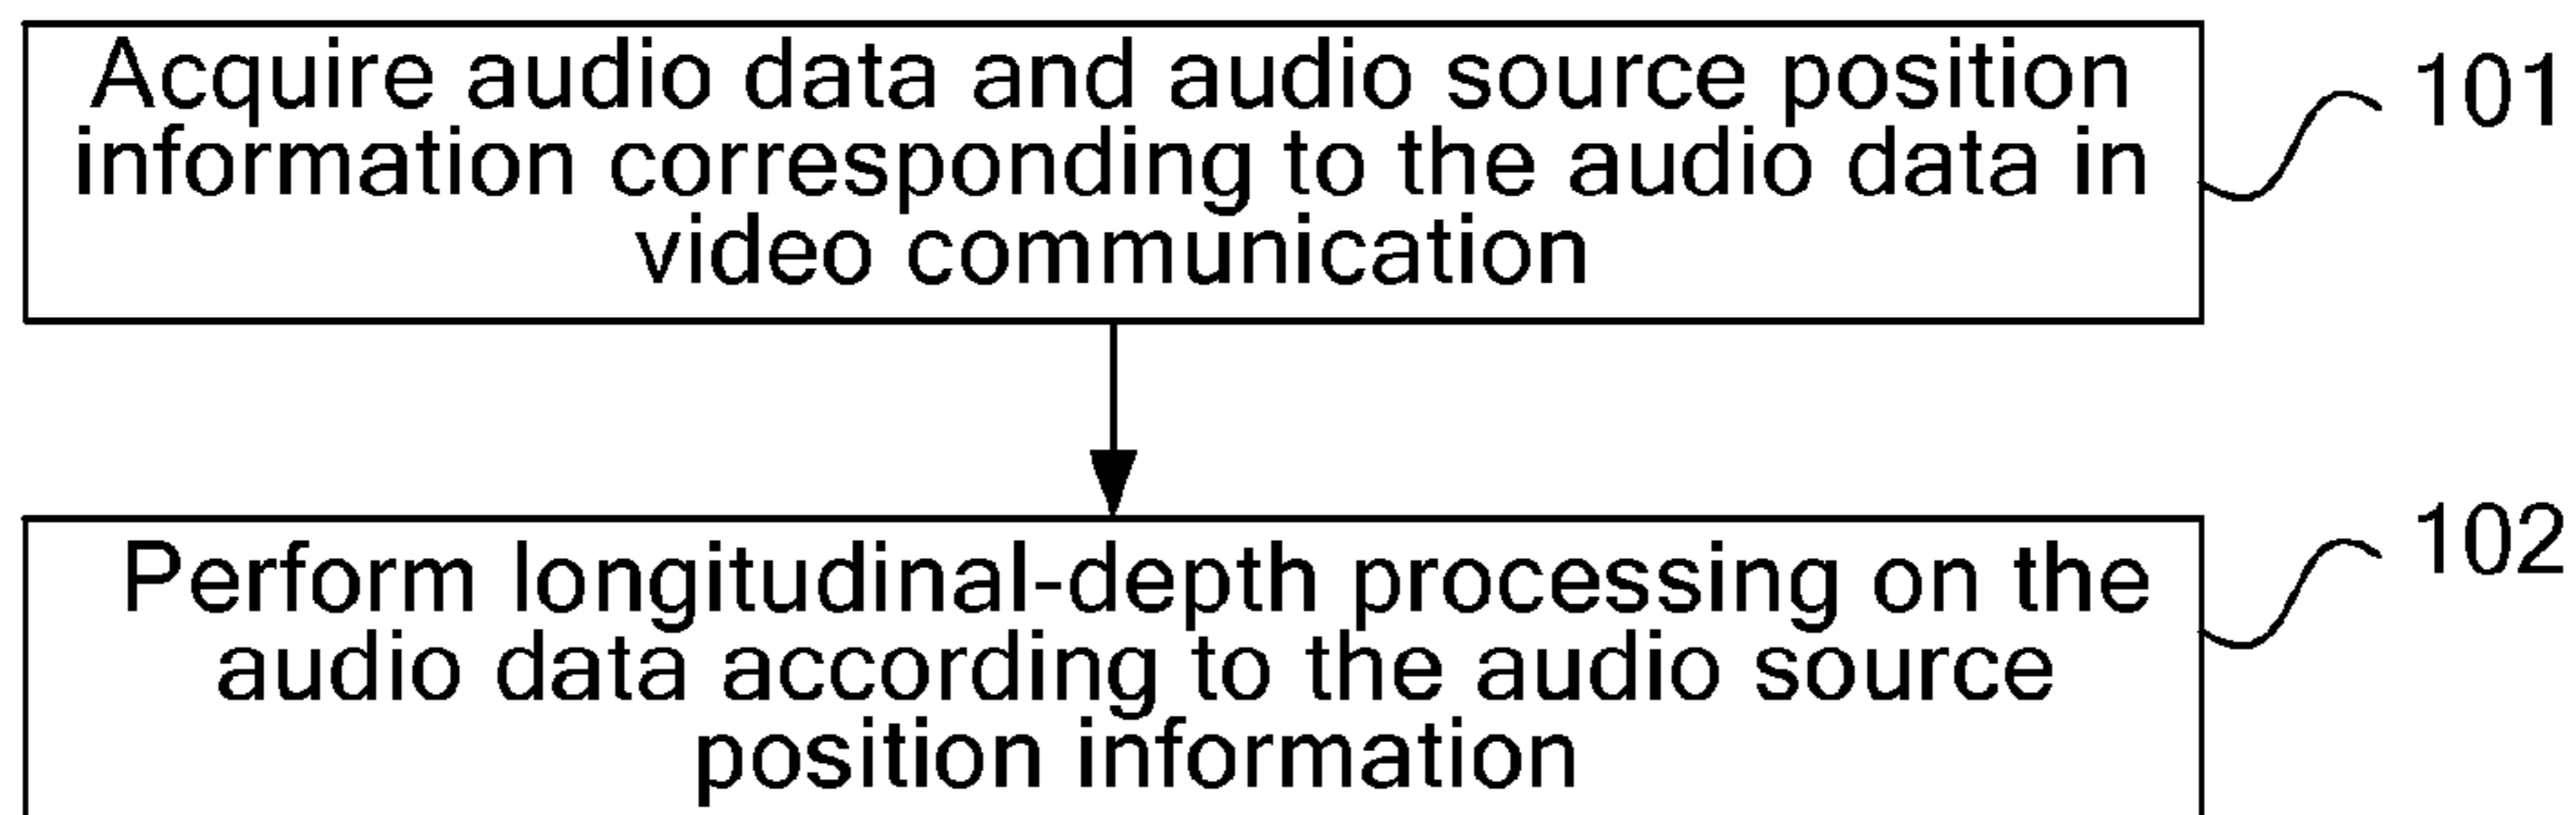 Acquire audio data and audio source position
information corresponding to the audio data in
video communication
101
Perform longitudinal-depth processing on the
audio data according to the audio source
position information
102